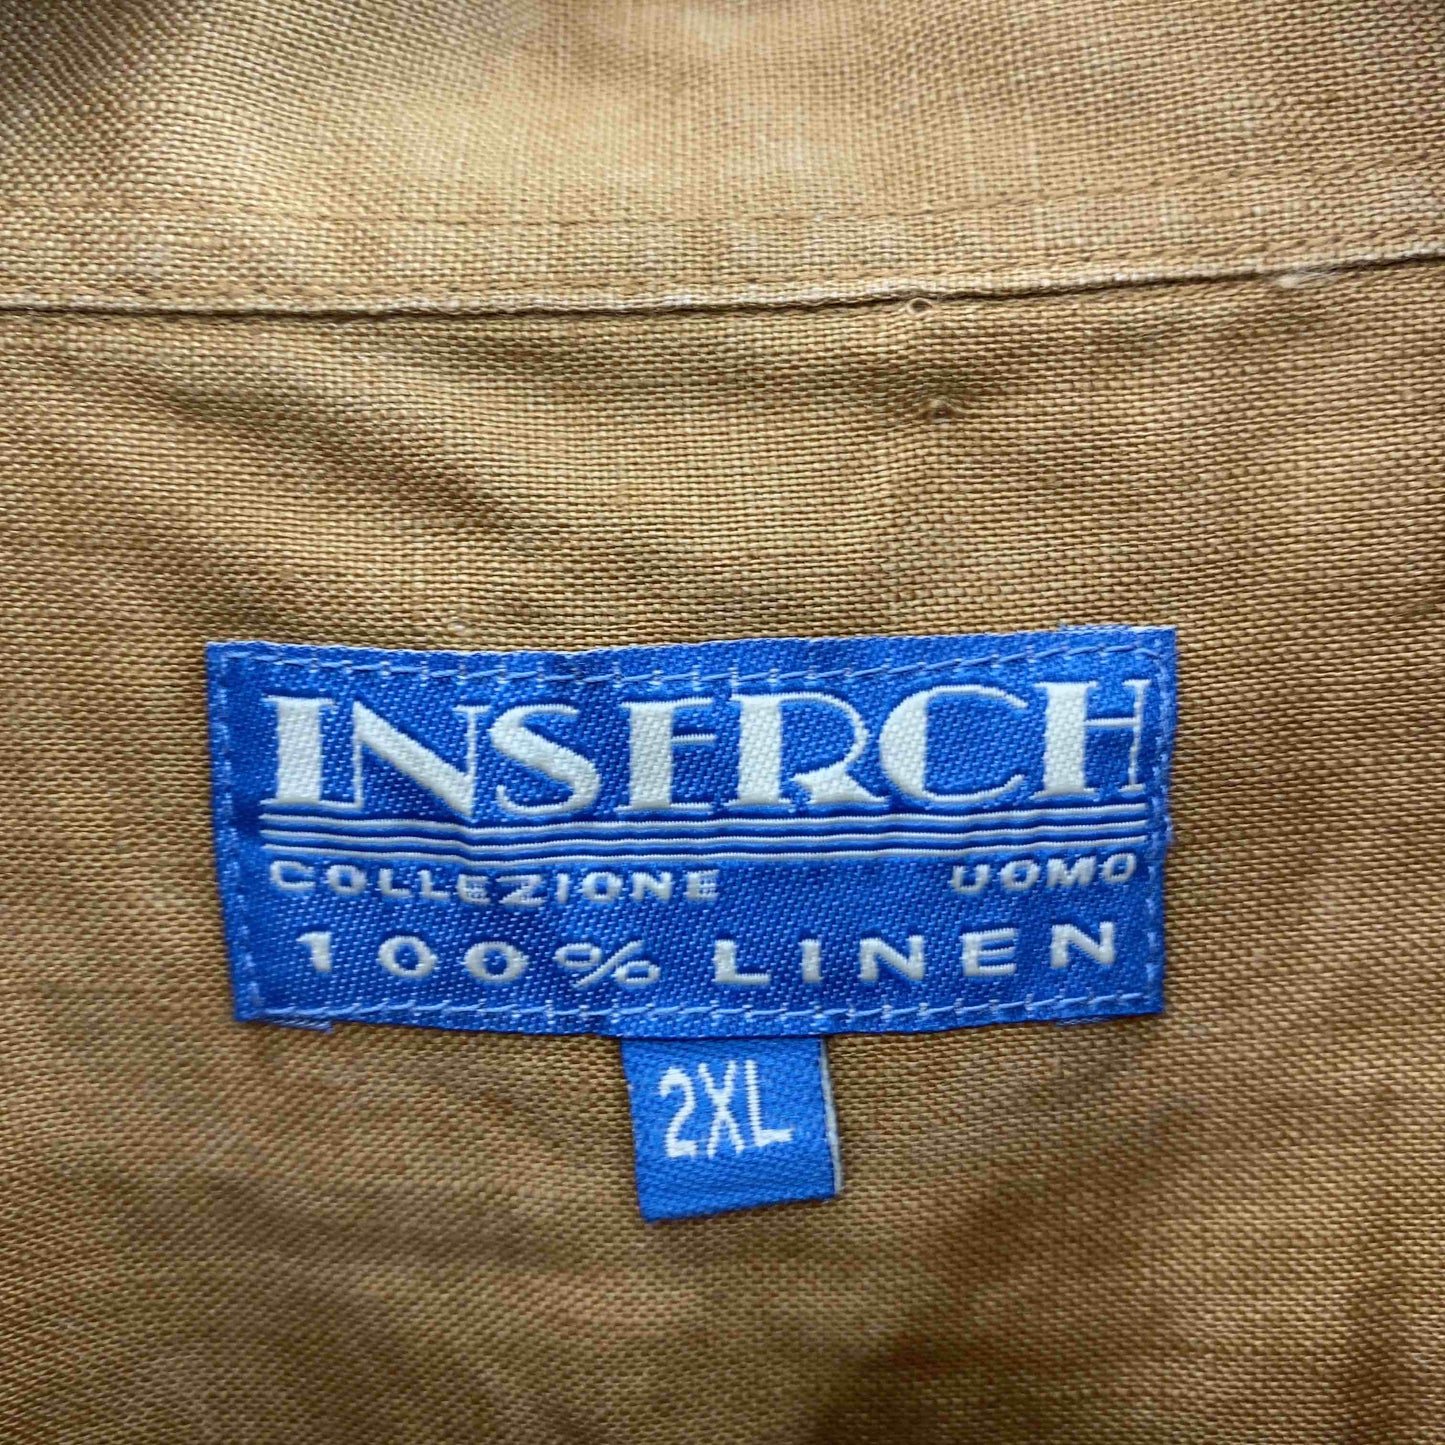 INSERCH
COLLEZIONE UOMO
100% LINEN
2XL